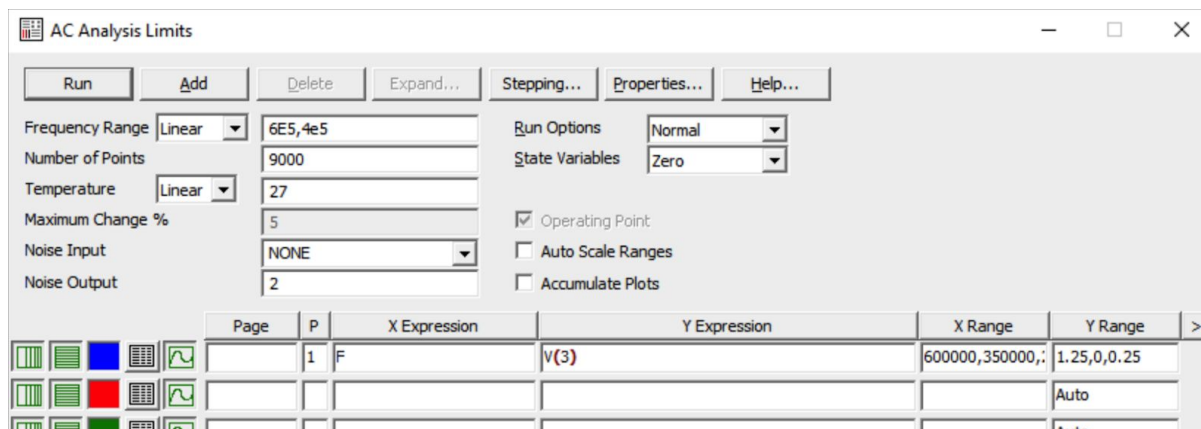 AC Analysis Limits
Run Add Delete Expand... Stepping... Properties... Help...
Frequency Range Linear 6E5,4e5 Run Options Normal
Number of Points 9000 State Variables Zero
Temperature Linear 27
Maximum Change % 5 Operating Point
Noise Input NONE Auto Scale Ranges
Noise Output 2 Accumulate Plots
Page P X Expression Y Expression X Range Y Range >
1 F V(3) 600000,350000, 1.25,0,0.25
Auto